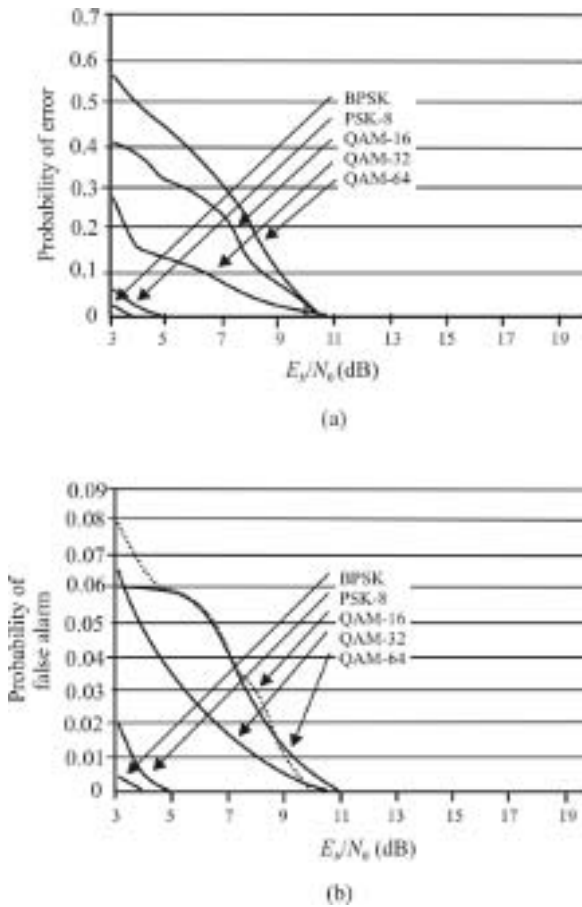 0.7
0.6
0.5
0.4
0.3
0.2
0.1
0
Probability of error
BPSK
PSK-8
QAM-16
QAM-32
QAM-64
3 5 7 9 11 13 15 17 19
E_b/N_0 (dB)
(a)
0.09
0.08
0.07
0.06
0.05
0.04
0.03
0.02
0.01
0
Probability of
false alarm
BPSK
PSK-8
QAM-16
QAM-32
QAM-64
3 5 7 9 11 13 15 17 19
E_b/N_0 (dB)
(b)